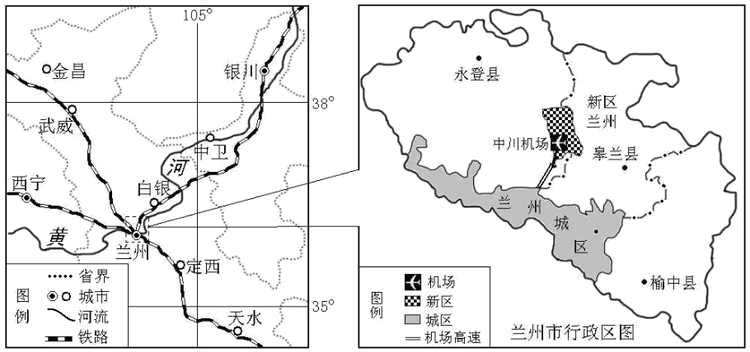 105°
金昌
银川
38°
武威
中卫
河
白银
西宁
黄
兰州
定西
35°
天水
图例
省界
城市
河流
铁路
永登县
新区
兰州
中川机场
皋兰县
兰州城区
榆中县
图例
机场
新区
城区
机场高速
兰州市行政区图